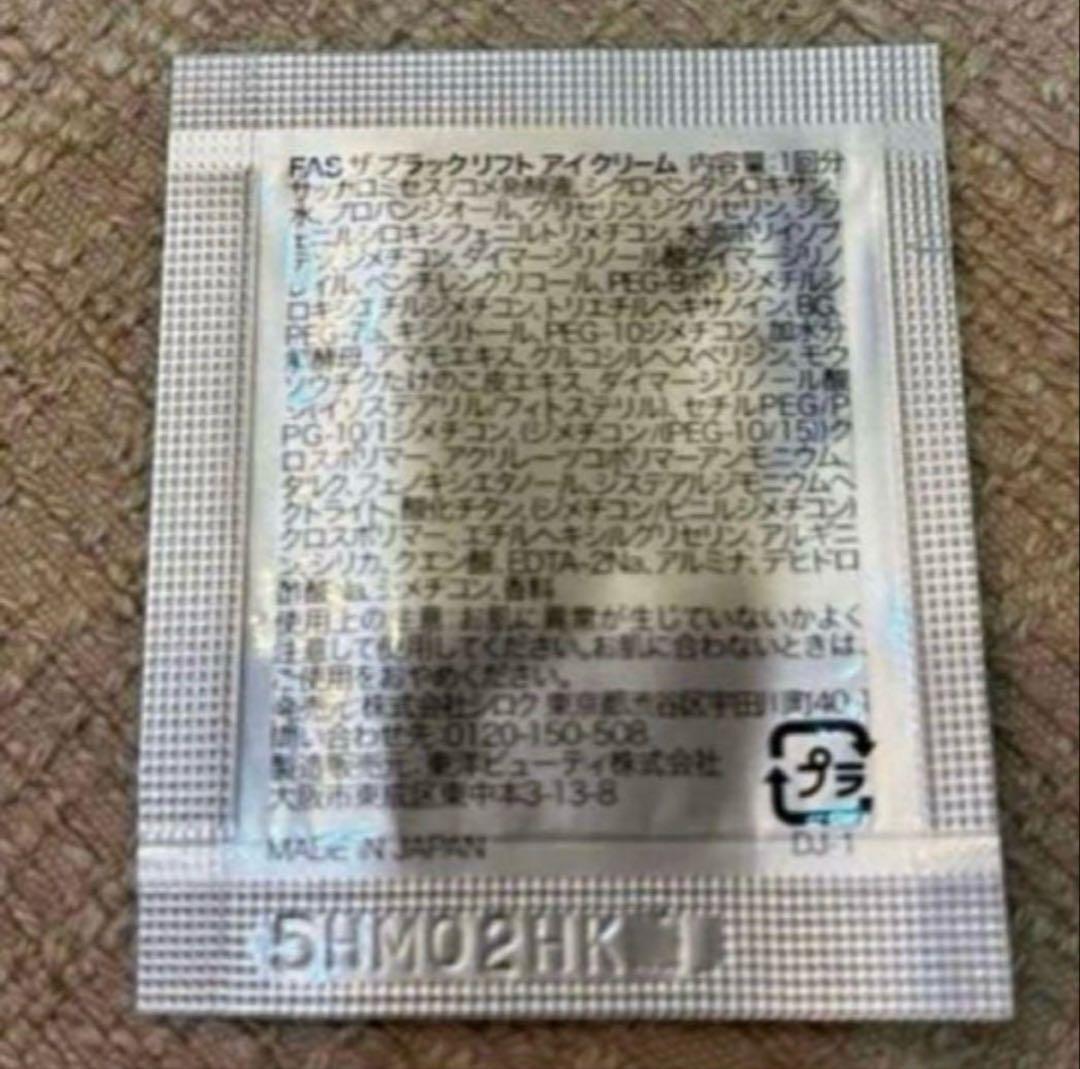 FAS ザ ブラック リフト アイ クリーム 内容量:1回分
サッカロミセス/コメ発酵液、シクロペンタシロキサン、
水、プロパンジオール、グリセリン、ジグリセリン、ジフ
ニルシロキシフェニルトリメチコン、水添ポリイソブ
ジメチコン、ダイマージリノール酸ダイマージリノ
レイル、ペンチレングリコール、PEG-9ポリジメチルシ
ロキシエチルジメチコン、トリエチルヘキサノイン、BG、
キシリトール、PEG-10ジメチコン、加水分
解酵母、アマモエキス、グルコシルヘスペリジン、モウ
ソウチクたけのこ皮エキス、ダイマージリノール酸
ジ(イソステアリル/フィトステリル)、セチルPEG/P
PG-10/1ジメチコン、(ジメチコン/(PEG-10/15))ク
ロスポリマー、アクリレーツコポリマーアンモニウム、
タルク、フェノキシエタノール、ジステアルジモニウムヘ
クトライト、酸化チタン、(ジメチコン/ビニルジメチコン)
クロスポリマー、エチルヘキシルグリセリン、アルギニ
ン、シリカ、クエン酸、EDTA-2Na、アルミナ、デヒドロ
酢酸Na、ジメチコン、香料
使用上の注意 お肌に異常が生じていないかよく
注意して使用してください。お肌に合わないときは、
ご使用をおやめください。
発売元 株式会社シロク 東京都渋谷区宇田川町40-1
問い合わせ先:0120-150-508
製造販売元 東洋ビューティ株式会社
大阪市東成区東中本3-13-8
プラ
MADE IN JAPAN
DJ-1
5HM02HK 1